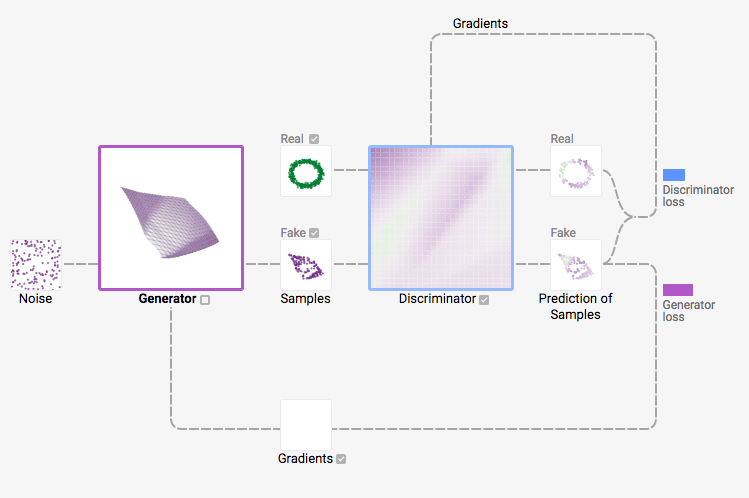 Gradients
Real
Real
Discriminator
loss
Fake
Fake
Noise
Generator
Samples
Discriminator
Prediction of
Samples
Generator
loss
Gradients